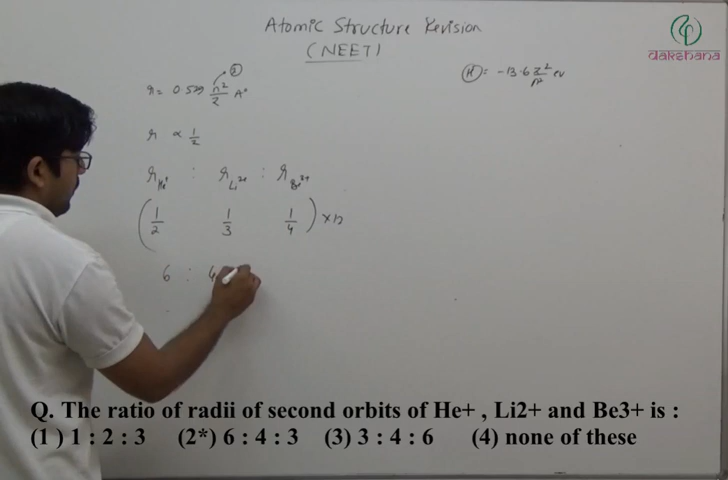 Atomic Structure Revision
(NEET)
dakshana
②
r = 0.529 n²/Z A°
(H) = -13.6 Z²/n² eV
r ∝ 1/Z
r He⁺ : r Li²⁺ : r Be³⁺
( 1/2 1/3 1/4 ) × 12
6 : 4
Q. The ratio of radii of second orbits of He+ , Li2+ and Be3+ is :
(1 ) 1 : 2 : 3 (2*) 6 : 4 : 3 (3) 3 : 4 : 6 (4) none of these